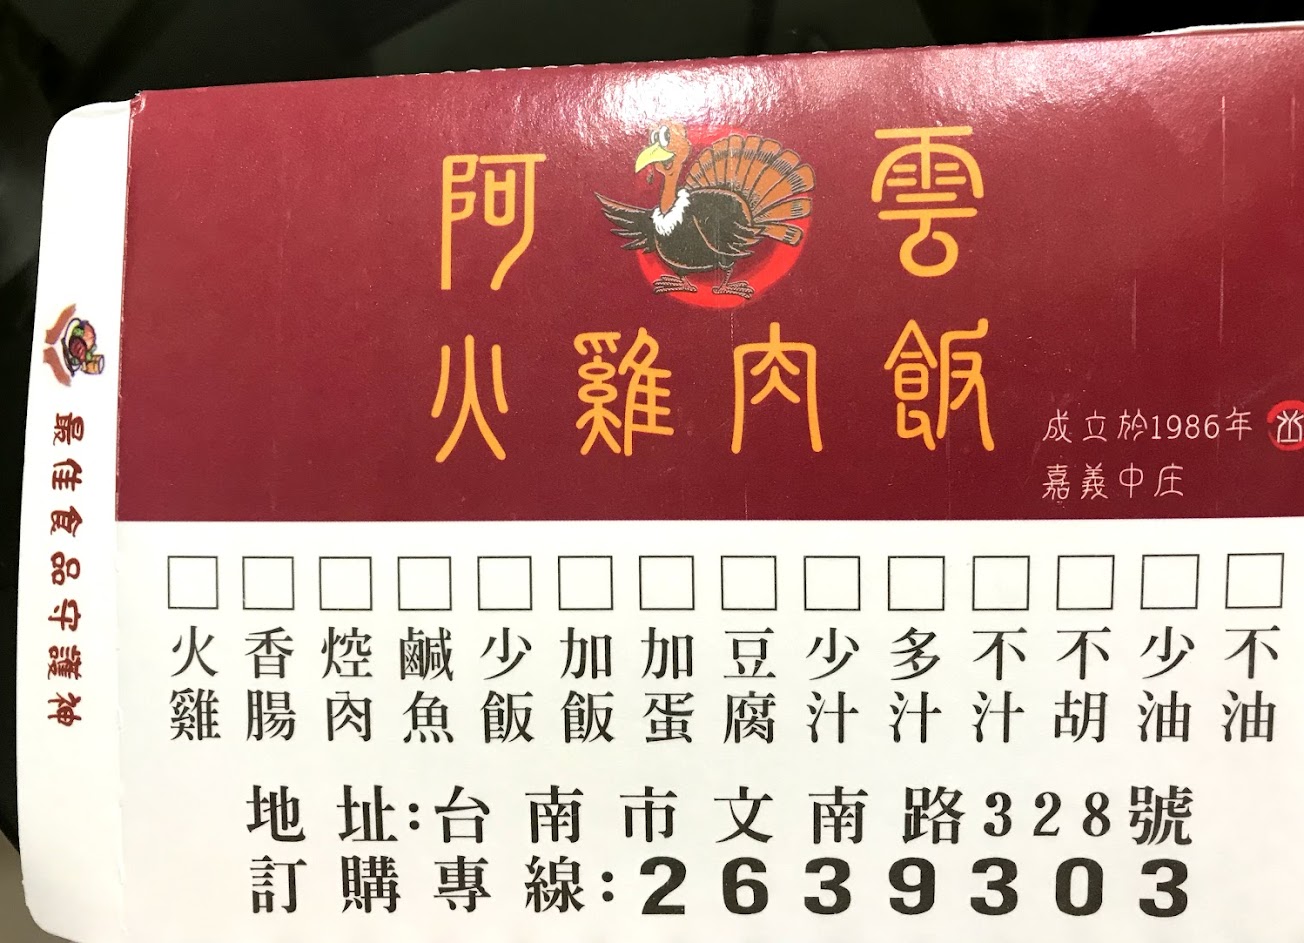 阿雲
火雞肉飯
成立於1986年
嘉義中庄
最佳食品守護神
火雞 香腸 焢肉 鹹魚 少飯 加飯 加蛋 豆腐 少汁 多汁 不汁 不胡 少油 不油
地址:台南市文南路328號
訂購專線:2639303